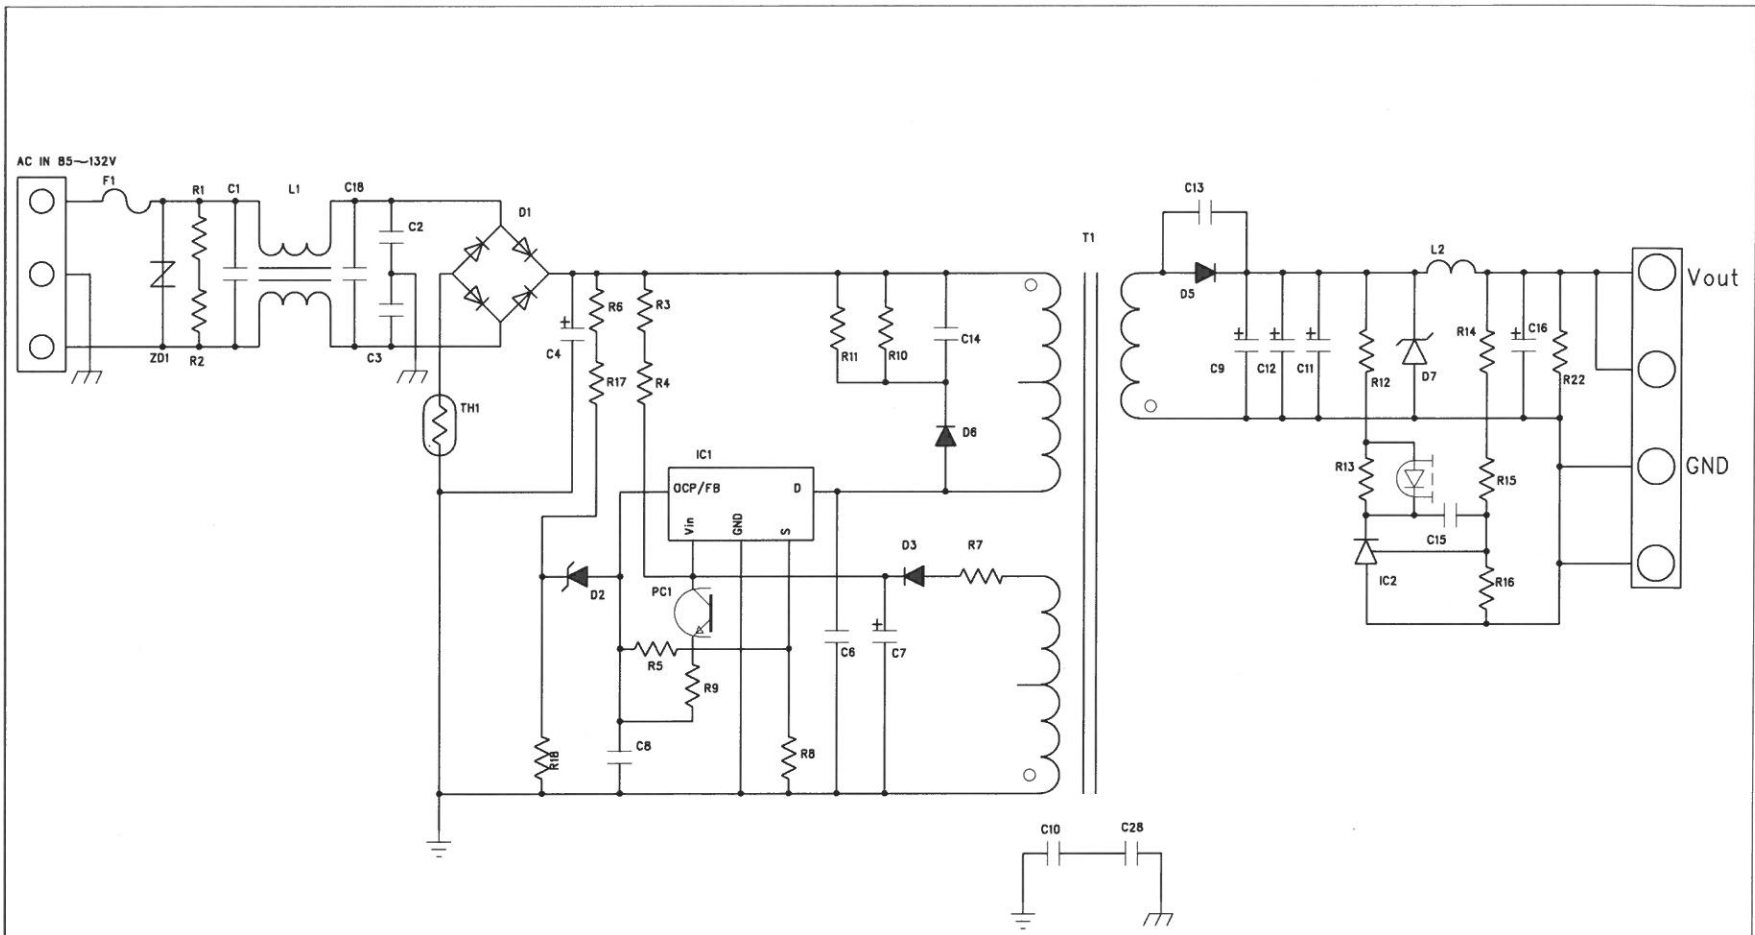 AC IN 85~132V
F1
R1
C1
L1
C18
C2
D1
ZD1
R2
C3
TH1
C4
R6
R3
R17
R4
R11
R10
C14
D6
T1
IC1
OCP/FB
D
Vin
GND
S
D2
PC1
R5
R9
D3
R7
C6
C7
R18
C8
R8
C13
D5
C9
C12
C11
R12
D7
L2
R14
C16
R22
R13
R15
C15
IC2
R16
Vout
GND
C10
C28